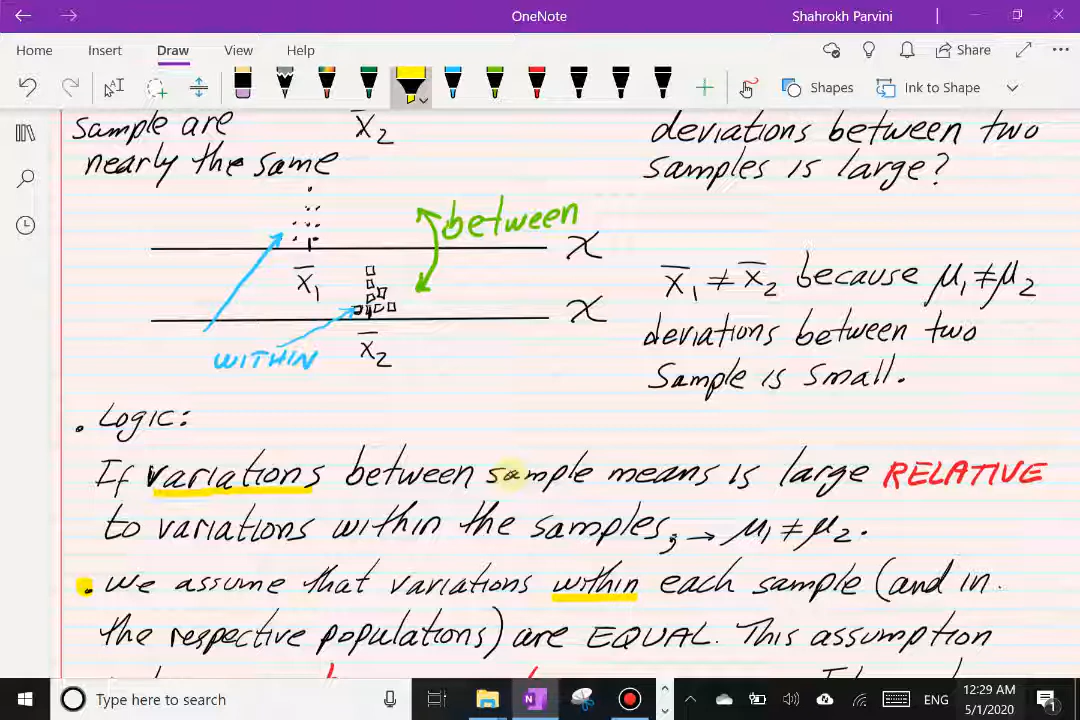 OneNote
Shahrokh Parvini
Home Insert Draw View Help
Share
Shapes
Ink to Shape
Sample are
nearly the same
x̄2
deviations between two
samples is large?
between
x
x̄1
x
WITHIN
x̄2
x̄1 ≠ x̄2 because μ1 ≠ μ2
deviations between two
Sample is small.
. Logic:
If variations between sample means is large RELATIVE
to variations within the samples, → μ1 ≠ μ2.
. We assume that variations within each sample (and in
the respective populations) are EQUAL. This assumption
Type here to search
ENG
12:29 AM
5/1/2020
1